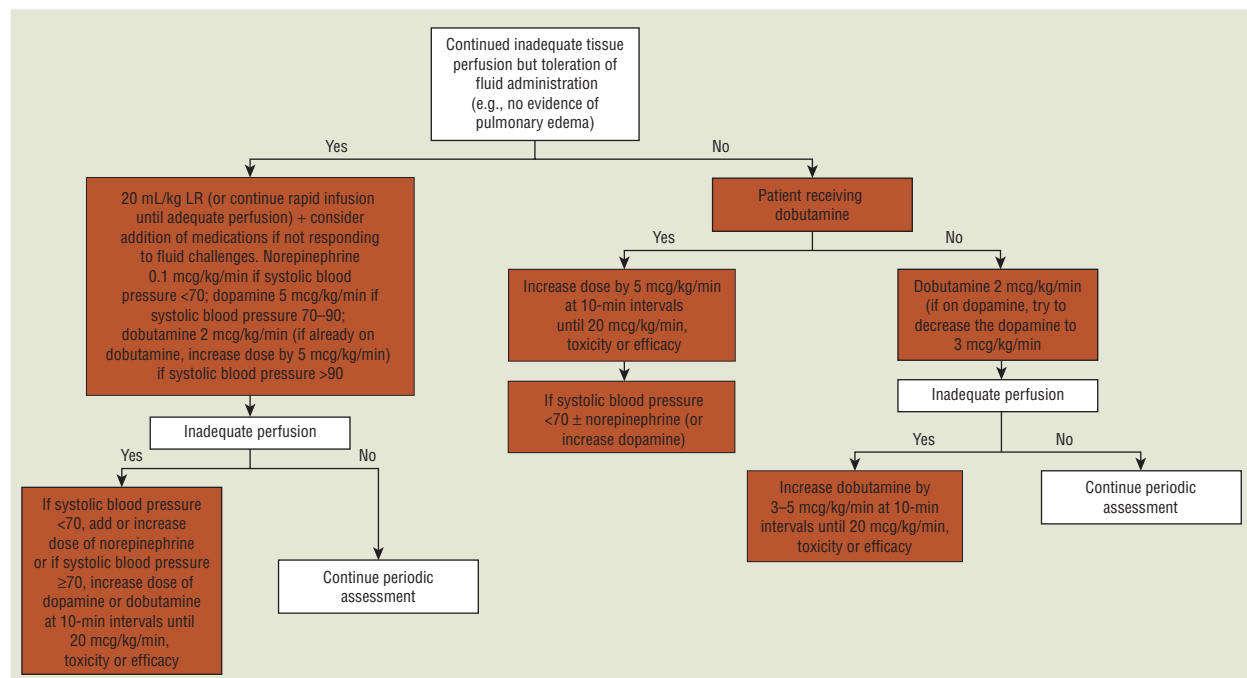 Continued inadequate tissue
perfusion but toleration of
fluid administration
(e.g., no evidence of
pulmonary edema)
Yes
No
20 mL/kg LR (or continue rapid infusion
until adequate perfusion) + consider
addition of medications if not responding
to fluid challenges. Norepinephrine
0.1 mcg/kg/min if systolic blood
pressure <70; dopamine 5 mcg/kg/min if
systolic blood pressure 70–90;
dobutamine 2 mcg/kg/min (if already on
dobutamine, increase dose by 5 mcg/kg/min)
if systolic blood pressure >90
Patient receiving
dobutamine
Yes
No
Increase dose by 5 mcg/kg/min
at 10-min intervals
until 20 mcg/kg/min,
toxicity or efficacy
Dobutamine 2 mcg/kg/min
(if on dopamine, try to
decrease the dopamine to
3 mcg/kg/min
If systolic blood pressure
<70 ± norepinephrine (or
increase dopamine)
Inadequate perfusion
Inadequate perfusion
Yes
No
Yes
No
If systolic blood pressure
<70, add or increase
dose of norepinephrine
or if systolic blood pressure
≥70, increase dose of
dopamine or dobutamine
at 10-min intervals until
20 mcg/kg/min,
toxicity or efficacy
Continue periodic
assessment
Increase dobutamine by
3–5 mcg/kg/min at 10-min
intervals until 20 mcg/kg/min,
toxicity or efficacy
Continue periodic
assessment